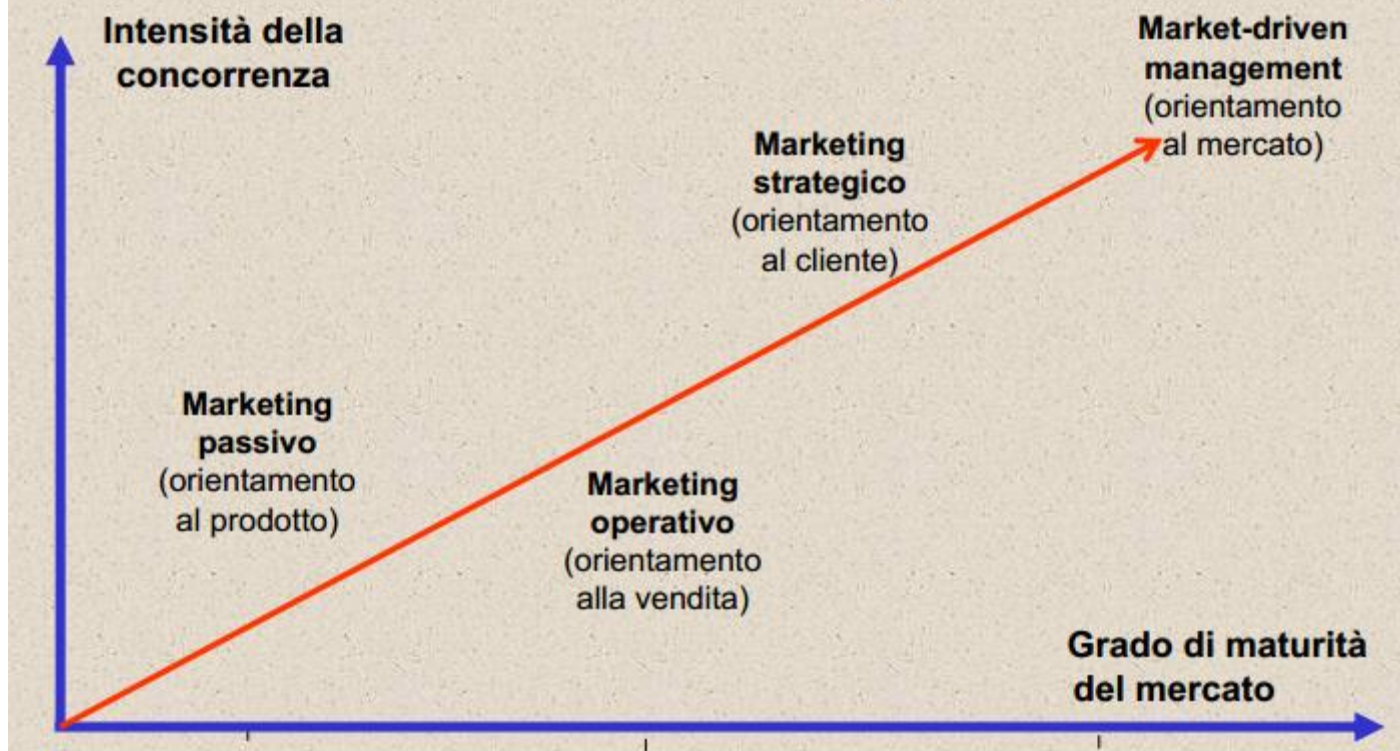 Intensità della
concorrenza
Market-driven
management
(orientamento
al mercato)
Marketing
strategico
(orientamento
al cliente)
Marketing
passivo
(orientamento
al prodotto)
Marketing
operativo
(orientamento
alla vendita)
Grado di maturità
del mercato